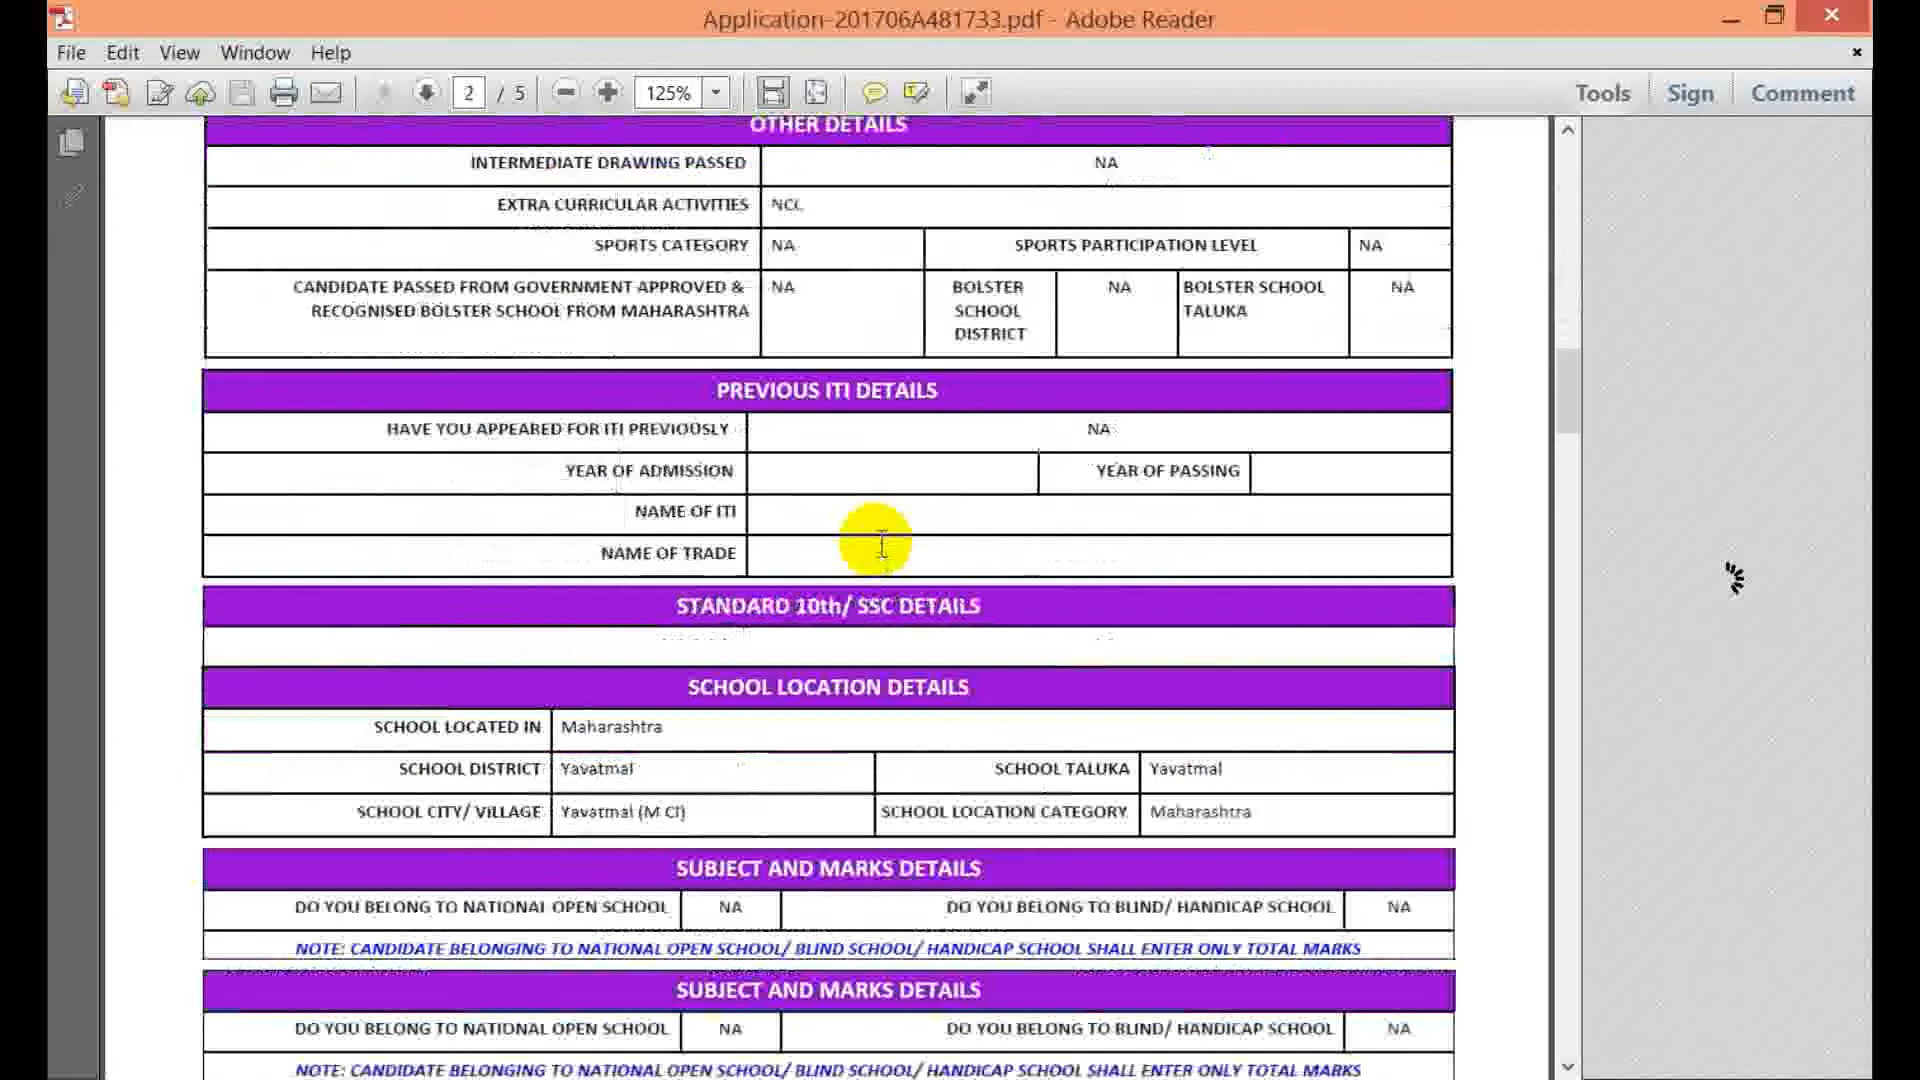 Application-201706A481733.pdf - Adobe Reader
File Edit View Window Help
2 / 5 125% Tools Sign Comment
OTHER DETAILS
INTERMEDIATE DRAWING PASSED NA
EXTRA CURRICULAR ACTIVITIES NCC
SPORTS CATEGORY NA SPORTS PARTICIPATION LEVEL NA
CANDIDATE PASSED FROM GOVERNMENT APPROVED & NA BOLSTER NA BOLSTER SCHOOL NA
RECOGNISED BOLSTER SCHOOL FROM MAHARASHTRA SCHOOL TALUKA
DISTRICT
PREVIOUS ITI DETAILS
HAVE YOU APPEARED FOR ITI PREVIOUSLY NA
YEAR OF ADMISSION YEAR OF PASSING
NAME OF ITI
NAME OF TRADE
STANDARD 10th/ SSC DETAILS
SCHOOL LOCATION DETAILS
SCHOOL LOCATED IN Maharashtra
SCHOOL DISTRICT Yavatmal SCHOOL TALUKA Yavatmal
SCHOOL CITY/ VILLAGE Yavatmal (M Cl) SCHOOL LOCATION CATEGORY Maharashtra
SUBJECT AND MARKS DETAILS
DO YOU BELONG TO NATIONAL OPEN SCHOOL NA DO YOU BELONG TO BLIND/ HANDICAP SCHOOL NA
NOTE: CANDIDATE BELONGING TO NATIONAL OPEN SCHOOL/ BLIND SCHOOL/ HANDICAP SCHOOL SHALL ENTER ONLY TOTAL MARKS
SUBJECT AND MARKS DETAILS
DO YOU BELONG TO NATIONAL OPEN SCHOOL NA DO YOU BELONG TO BLIND/ HANDICAP SCHOOL NA
NOTE: CANDIDATE BELONGING TO NATIONAL OPEN SCHOOL/ BLIND SCHOOL/ HANDICAP SCHOOL SHALL ENTER ONLY TOTAL MARKS